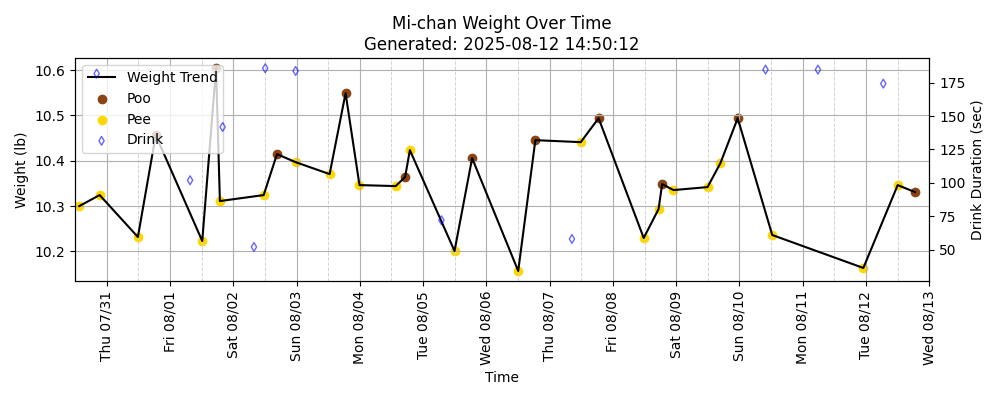 Mi-chan Weight Over Time
Generated: 2025-08-12 14:50:12
Weight (lb)
10.6
10.5
10.4
10.3
10.2
Weight Trend
Poo
Pee
Drink
175
150
125
100
75
50
Drink Duration (sec)
Thu 07/31
Fri 08/01
Sat 08/02
Sun 08/03
Mon 08/04
Tue 08/05
Wed 08/06
Thu 08/07
Fri 08/08
Sat 08/09
Sun 08/10
Mon 08/11
Tue 08/12
Wed 08/13
Time